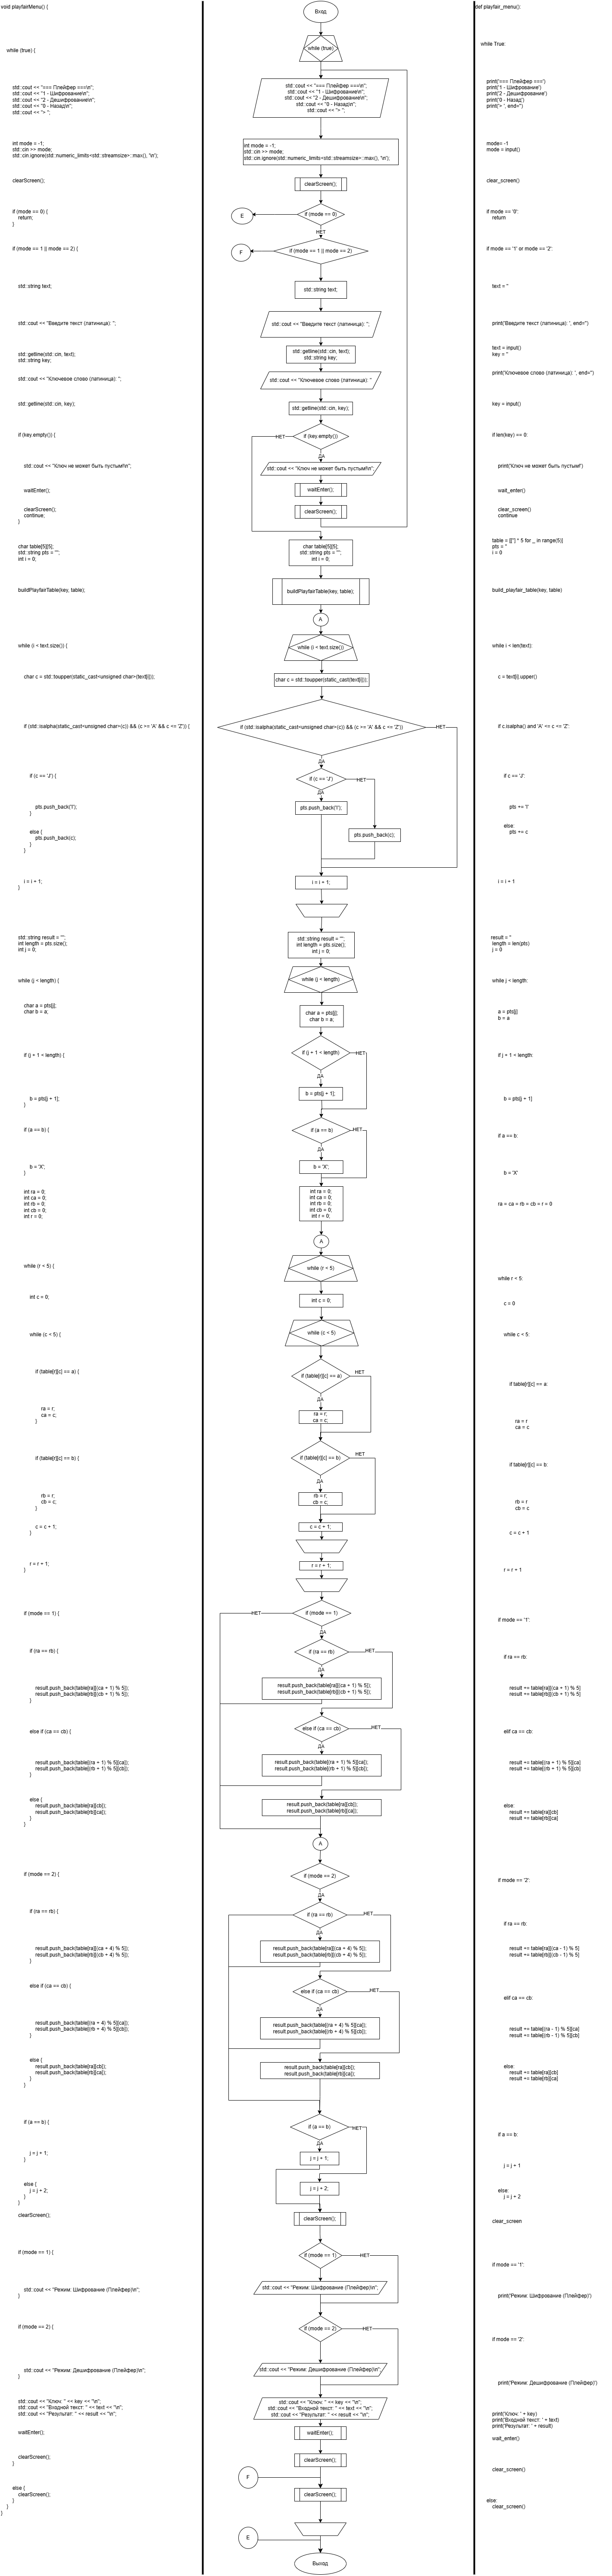 void playfairMenu() {
while (true) {
std::cout << "=== Плейфер ===\n";
std::cout << "1 - Шифрование\n";
std::cout << "2 - Дешифрование\n";
std::cout << "0 - Назад\n";
std::cout << "> ";
int mode = -1;
std::cin >> mode;
std::cin.ignore(std::numeric_limits<std::streamsize>::max(), '\n');
clearScreen();
if (mode == 0) {
return;
}
if (mode == 1 || mode == 2) {
std::string text;
std::cout << "Введите текст (латиница): ";
std::getline(std::cin, text);
std::string key;
std::cout << "Ключевое слово (латиница): ";
std::getline(std::cin, key);
if (key.empty()) {
std::cout << "Ключ не может быть пустым!\n";
waitEnter();
clearScreen();
continue;
}
char table[5][5];
std::string pts = "";
int i = 0;
buildPlayfairTable(key, table);
while (i < text.size()) {
char c = std::toupper(static_cast<unsigned char>(text[i]));
if (std::isalpha(static_cast<unsigned char>(c)) && (c >= 'A' && c <= 'Z')) {
if (c == 'J') {
pts.push_back('I');
}
else {
pts.push_back(c);
}
}
i = i + 1;
}
std::string result = "";
int length = pts.size();
int j = 0;
while (j < length) {
char a = pts[j];
char b = a;
if (j + 1 < length) {
b = pts[j + 1];
}
if (a == b) {
b = 'X';
}
int ra = 0;
int ca = 0;
int rb = 0;
int cb = 0;
int r = 0;
while (r < 5) {
int c = 0;
while (c < 5) {
if (table[r][c] == a) {
ra = r;
ca = c;
}
if (table[r][c] == b) {
rb = r;
cb = c;
}
c = c + 1;
}
r = r + 1;
}
if (mode == 1) {
if (ra == rb) {
result.push_back(table[ra][(ca + 1) % 5]);
result.push_back(table[rb][(cb + 1) % 5]);
}
else if (ca == cb) {
result.push_back(table[(ra + 1) % 5][ca]);
result.push_back(table[(rb + 1) % 5][cb]);
}
else {
result.push_back(table[ra][cb]);
result.push_back(table[rb][ca]);
}
}
if (mode == 2) {
if (ra == rb) {
result.push_back(table[ra][(ca + 4) % 5]);
result.push_back(table[rb][(cb + 4) % 5]);
}
else if (ca == cb) {
result.push_back(table[(ra + 4) % 5][ca]);
result.push_back(table[(rb + 4) % 5][cb]);
}
else {
result.push_back(table[ra][cb]);
result.push_back(table[rb][ca]);
}
}
if (a == b) {
j = j + 1;
}
else {
j = j + 2;
}
}
clearScreen();
if (mode == 1) {
std::cout << "Режим: Шифрование (Плейфер)\n";
}
if (mode == 2) {
std::cout << "Режим: Дешифрование (Плейфер)\n";
}
std::cout << "Ключ: " << key << "\n";
std::cout << "Входной текст: " << text << "\n";
std::cout << "Результат: " << result << "\n";
waitEnter();
clearScreen();
}
else {
clearScreen();
}
}
}
Вход
while (true)
std::cout << "=== Плейфер ===\n";
std::cout << "1 - Шифрование\n";
std::cout << "2 - Дешифрование\n";
std::cout << "0 - Назад\n";
std::cout << "> ";
int mode = -1;
std::cin >> mode;
std::cin.ignore(std::numeric_limits<std::streamsize>::max(), '\n');
clearScreen();
E
if (mode == 0)
НЕТ
F
if (mode == 1 || mode == 2)
std::string text;
std::cout << "Введите текст (латиница): ";
std::getline(std::cin, text);
std::string key;
std::cout << "Ключевое слово (латиница): "
std::getline(std::cin, key);
НЕТ
if (key.empty())
ДА
std::cout << "Ключ не может быть пустым!\n";
waitEnter();
clearScreen();
char table[5][5];
std::string pts = "";
int i = 0;
buildPlayfairTable(key, table);
A
while (i < text.size())
char c = std::toupper(static_cast(text[i]));
if (std::isalpha(static_cast<unsigned char>(c)) && (c >= 'A' && c <= 'Z'))
НЕТ
ДА
if (c == 'J')
НЕТ
ДА
pts.push_back('I');
pts.push_back(c);
i = i + 1;
std::string result = "";
int length = pts.size();
int j = 0;
while (j < length)
char a = pts[j];
char b = a;
if (j + 1 < length)
НЕТ
ДА
b = pts[j + 1];
if (a == b)
НЕТ
ДА
b = 'X';
int ra = 0;
int ca = 0;
int rb = 0;
int cb = 0;
int r = 0;
A
while (r < 5)
int c = 0;
while (c < 5)
НЕТ
if (table[r][c] == a)
ДА
ra = r;
ca = c;
НЕТ
if (table[r][c] == b)
ДА
rb = r;
cb = c;
c = c + 1;
r = r + 1;
НЕТ
if (mode == 1)
ДА
if (ra == rb)
НЕТ
ДА
result.push_back(table[ra][(ca + 1) % 5]);
result.push_back(table[rb][(cb + 1) % 5]);
else if (ca == cb)
НЕТ
ДА
result.push_back(table[(ra + 1) % 5][ca]);
result.push_back(table[(rb + 1) % 5][cb]);
result.push_back(table[ra][cb]);
result.push_back(table[rb][ca]);
A
if (mode == 2)
ДА
if (ra == rb)
НЕТ
ДА
result.push_back(table[ra][(ca + 4) % 5]);
result.push_back(table[rb][(cb + 4) % 5]);
else if (ca == cb)
НЕТ
ДА
result.push_back(table[(ra + 4) % 5][ca]);
result.push_back(table[(rb + 4) % 5][cb]);
result.push_back(table[ra][cb]);
result.push_back(table[rb][ca]);
if (a == b)
НЕТ
ДА
j = j + 1;
j = j + 2;
clearScreen();
if (mode == 1)
НЕТ
std::cout << "Режим: Шифрование (Плейфер)\n";
if (mode == 2)
НЕТ
std::cout << "Режим: Дешифрование (Плейфер)\n";
std::cout << "Ключ: " << key << "\n";
std::cout << "Входной текст: " << text << "\n";
std::cout << "Результат: " << result << "\n";
waitEnter();
clearScreen();
F
clearScreen();
E
Выход
def playfair_menu():
while True:
print('=== Плейфер ===')
print('1 - Шифрование')
print('2 - Дешифрование')
print('0 - Назад')
print('> ', end='')
mode= -1
mode = input()
clear_screen()
if mode == '0':
return
if mode == '1' or mode == '2':
text = ''
print('Введите текст (латиница): ', end='')
text = input()
key = ''
print('Ключевое слово (латиница): ', end='')
key = input()
if len(key) == 0:
print('Ключ не может быть пустым!')
wait_enter()
clear_screen()
continue
table = [[''] * 5 for _ in range(5)]
pts = ''
i = 0
build_playfair_table(key, table)
while i < len(text):
c = text[i].upper()
if c.isalpha() and 'A' <= c <= 'Z':
if c == 'J':
pts += 'I'
else:
pts += c
i = i + 1
result = ''
length = len(pts)
j = 0
while j < length:
a = pts[j]
b = a
if j + 1 < length:
b = pts[j + 1]
if a == b:
b = 'X'
ra = ca = rb = cb = r = 0
while r < 5:
c = 0
while c < 5:
if table[r][c] == a:
ra = r
ca = c
if table[r][c] == b:
rb = r
cb = c
c = c + 1
r = r + 1
if mode == '1':
if ra == rb:
result += table[ra][(ca + 1) % 5]
result += table[rb][(cb + 1) % 5]
elif ca == cb:
result += table[(ra + 1) % 5][ca]
result += table[(rb + 1) % 5][cb]
else:
result += table[ra][cb]
result += table[rb][ca]
if mode == '2':
if ra == rb:
result += table[ra][(ca - 1) % 5]
result += table[rb][(cb - 1) % 5]
elif ca == cb:
result += table[(ra - 1) % 5][ca]
result += table[(rb - 1) % 5][cb]
else:
result += table[ra][cb]
result += table[rb][ca]
if a == b:
j = j + 1
else:
j = j + 2
clear_screen
if mode == '1':
print('Режим: Шифрование (Плейфер)')
if mode == '2':
print('Режим: Дешифрование (Плейфер)')
print('Ключ: ' + key)
print('Входной текст: ' + text)
print('Результат: ' + result)
wait_enter()
clear_screen()
else:
clear_screen()